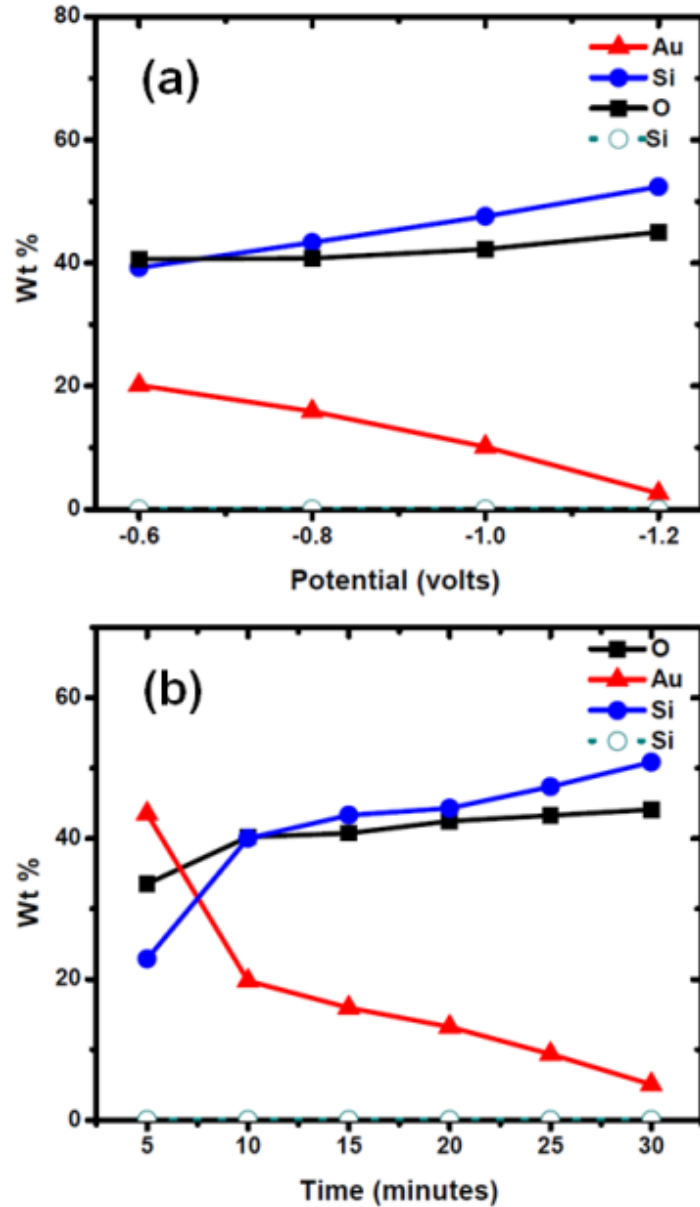 80
(a)
Au
Si
O
Si
60
40
20
0
Wt %
-0.6 -0.8 -1.0 -1.2
Potential (volts)
(b)
O
Au
Si
Si
60
40
20
0
Wt %
5 10 15 20 25 30
Time (minutes)